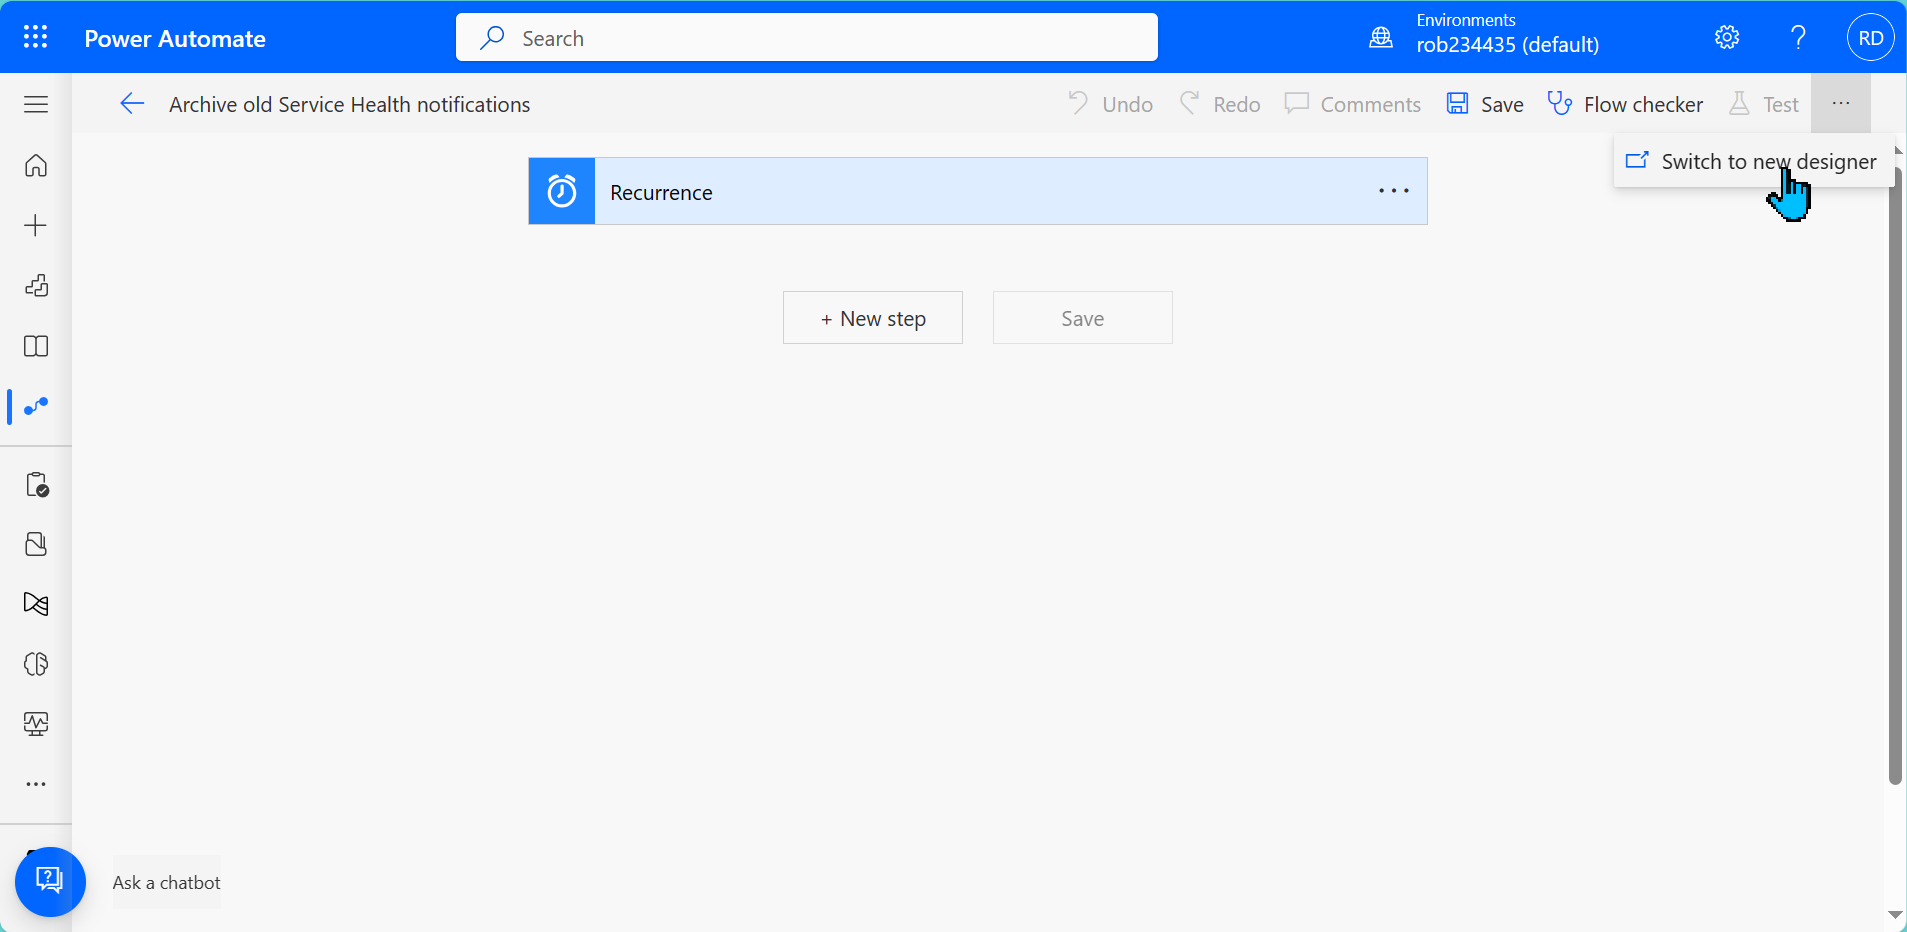 Power Automate
Search
Environments
rob234435 (default)
RD
Archive old Service Health notifications
Undo
Redo
Comments
Save
Flow checker
Test
...
Switch to new designer
Recurrence
...
+ New step
Save
...
Ask a chatbot